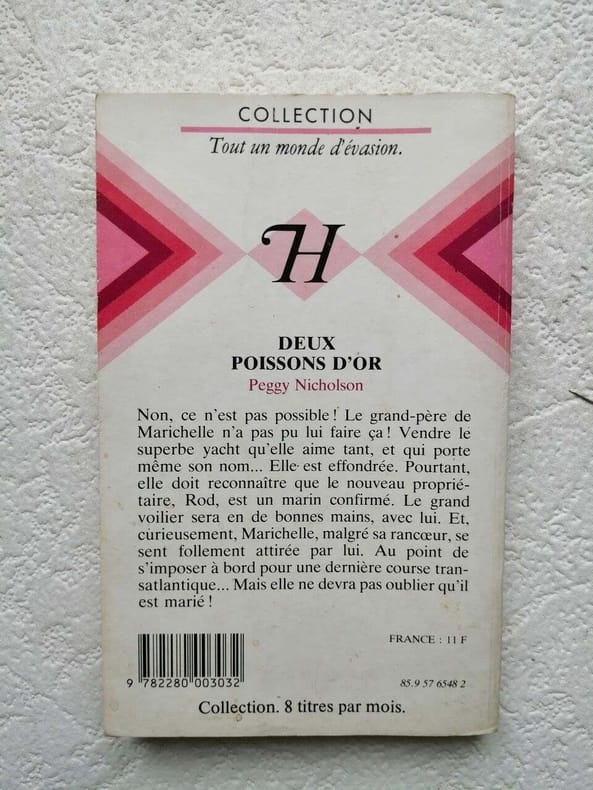 COLLECTION
Tout un monde d'évasion.
H
DEUX
POISSONS D'OR
Peggy Nicholson
Non, ce n'est pas possible! Le grand-père de
Marichelle n'a pas pu lui faire ça! Vendre le
superbe yacht qu'elle aime tant, et qui porte
même son nom... Elle est effondrée. Pourtant,
elle doit reconnaître que le nouveau proprié-
taire, Rod, est un marin confirmé. Le grand
voilier sera en de bonnes mains, avec lui. Et,
curieusement, Marichelle, malgré sa rancœur, se
sent follement attirée par lui. Au point de
s'imposer à bord pour une dernière course trans-
atlantique... Mais elle ne devra pas oublier qu'il
est marié!
FRANCE : 11 F
9 782280 003032
85.9 57 6548 2
Collection. 8 titres par mois.